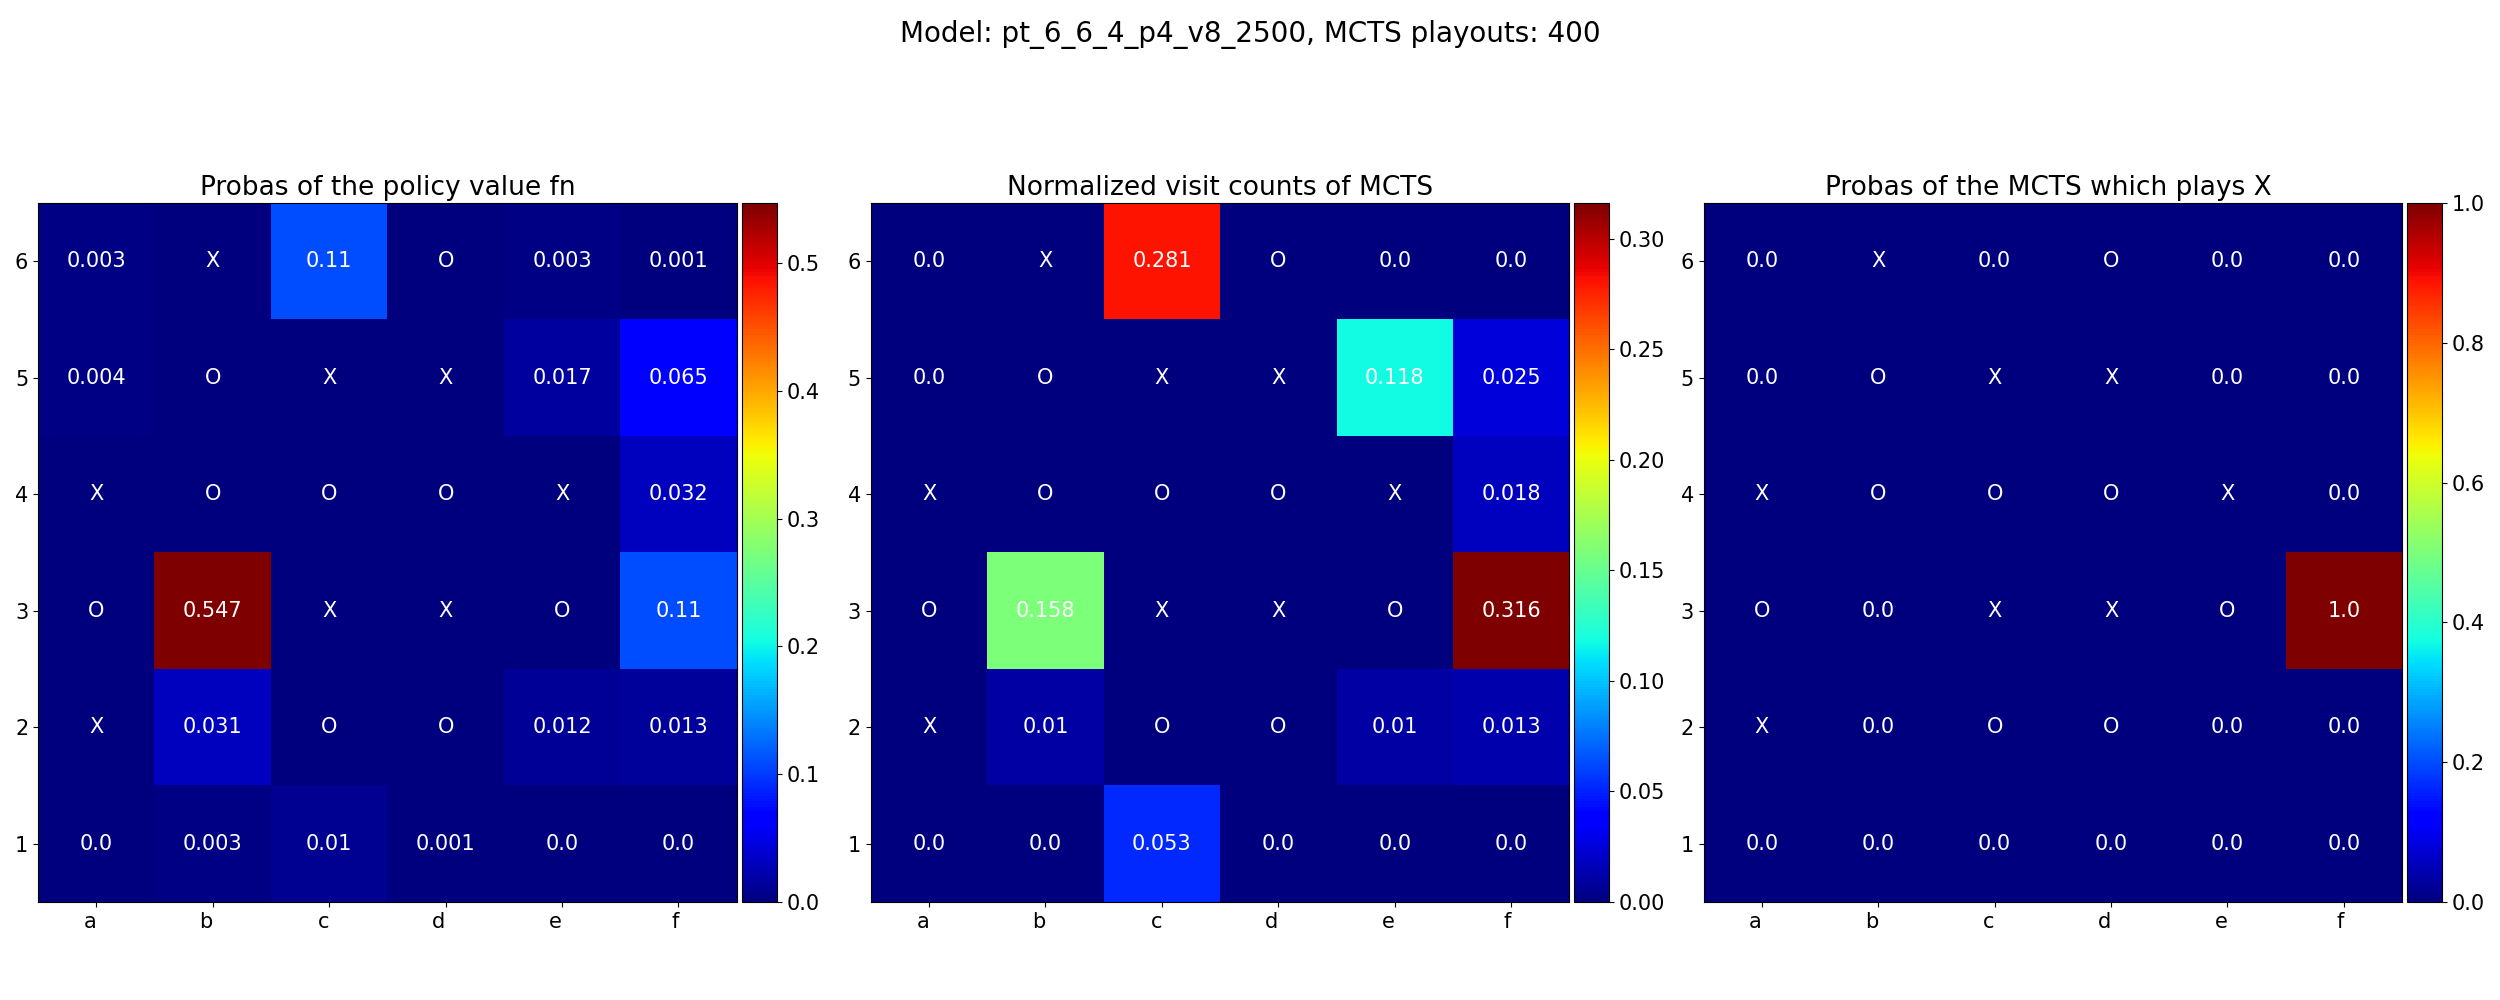 Model: pt_6_6_4_p4_v8_2500, MCTS playouts: 400
Probas of the policy value fn
6 0.003 X 0.11 O 0.003 0.001
5 0.004 O X X 0.017 0.065
4 X O O O X 0.032
3 O 0.547 X X O 0.11
2 X 0.031 O O 0.012 0.013
1 0.0 0.003 0.01 0.001 0.0 0.0
a b c d e f
0.5
0.4
0.3
0.2
0.1
0.0
Normalized visit counts of MCTS
6 0.0 X 0.281 O 0.0 0.0
5 0.0 O X X 0.118 0.025
4 X O O O X 0.018
3 O 0.158 X X O 0.316
2 X 0.01 O O 0.01 0.013
1 0.0 0.0 0.053 0.0 0.0 0.0
a b c d e f
0.30
0.25
0.20
0.15
0.10
0.05
0.00
Probas of the MCTS which plays X
6 0.0 X 0.0 O 0.0 0.0
5 0.0 O X X 0.0 0.0
4 X O O O X 0.0
3 O 0.0 X X O 1.0
2 X 0.0 O O 0.0 0.0
1 0.0 0.0 0.0 0.0 0.0 0.0
a b c d e f
1.0
0.8
0.6
0.4
0.2
0.0